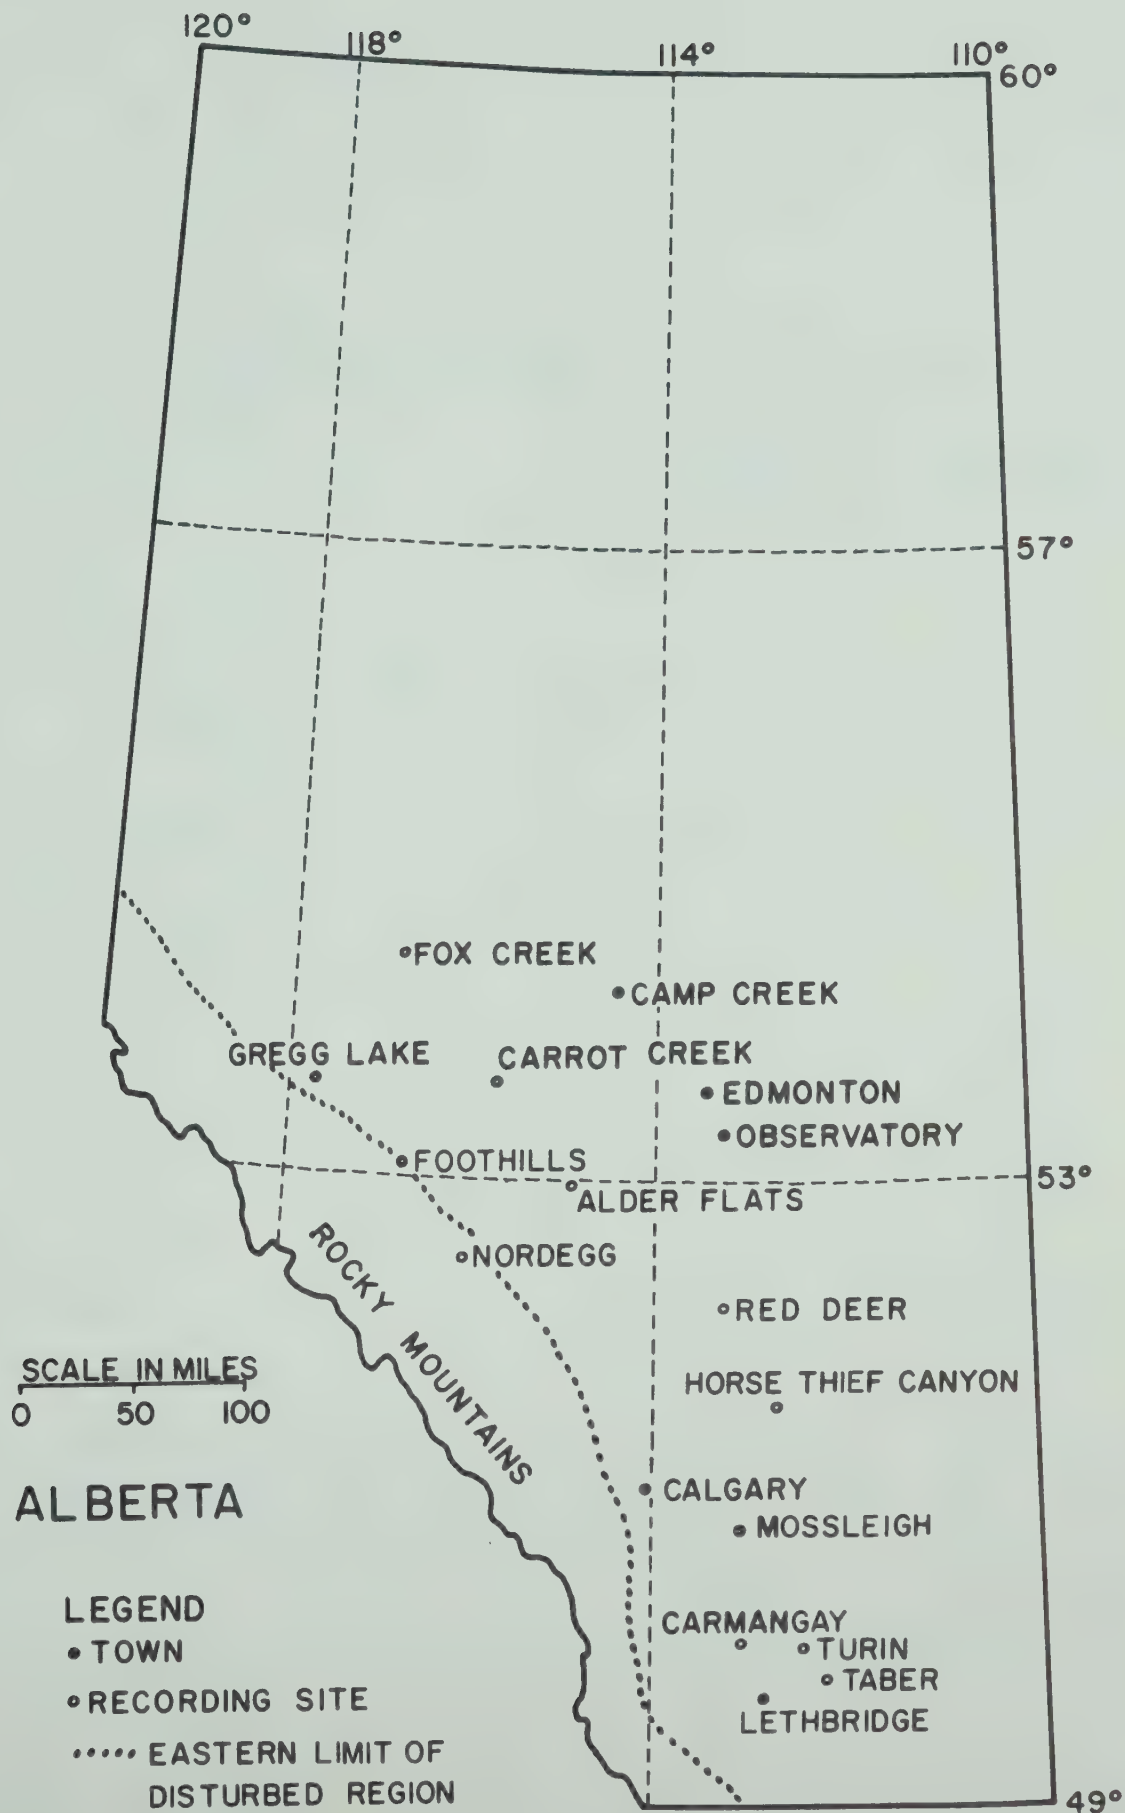 120°
118°
114°
110°
60°
57°
FOX CREEK
CAMP CREEK
GREGG LAKE
CARROT CREEK
EDMONTON
OBSERVATORY
FOOTHILLS
53°
ALDER FLATS
NORDEGG
ROCKY MOUNTAINS
RED DEER
SCALE IN MILES
0 50 100
HORSE THIEF CANYON
CALGARY
ALBERTA
MOSSLEIGH
LEGEND
TOWN
RECORDING SITE
EASTERN LIMIT OF
DISTURBED REGION
CARMANGAY
TURIN
TABER
LETHBRIDGE
49°